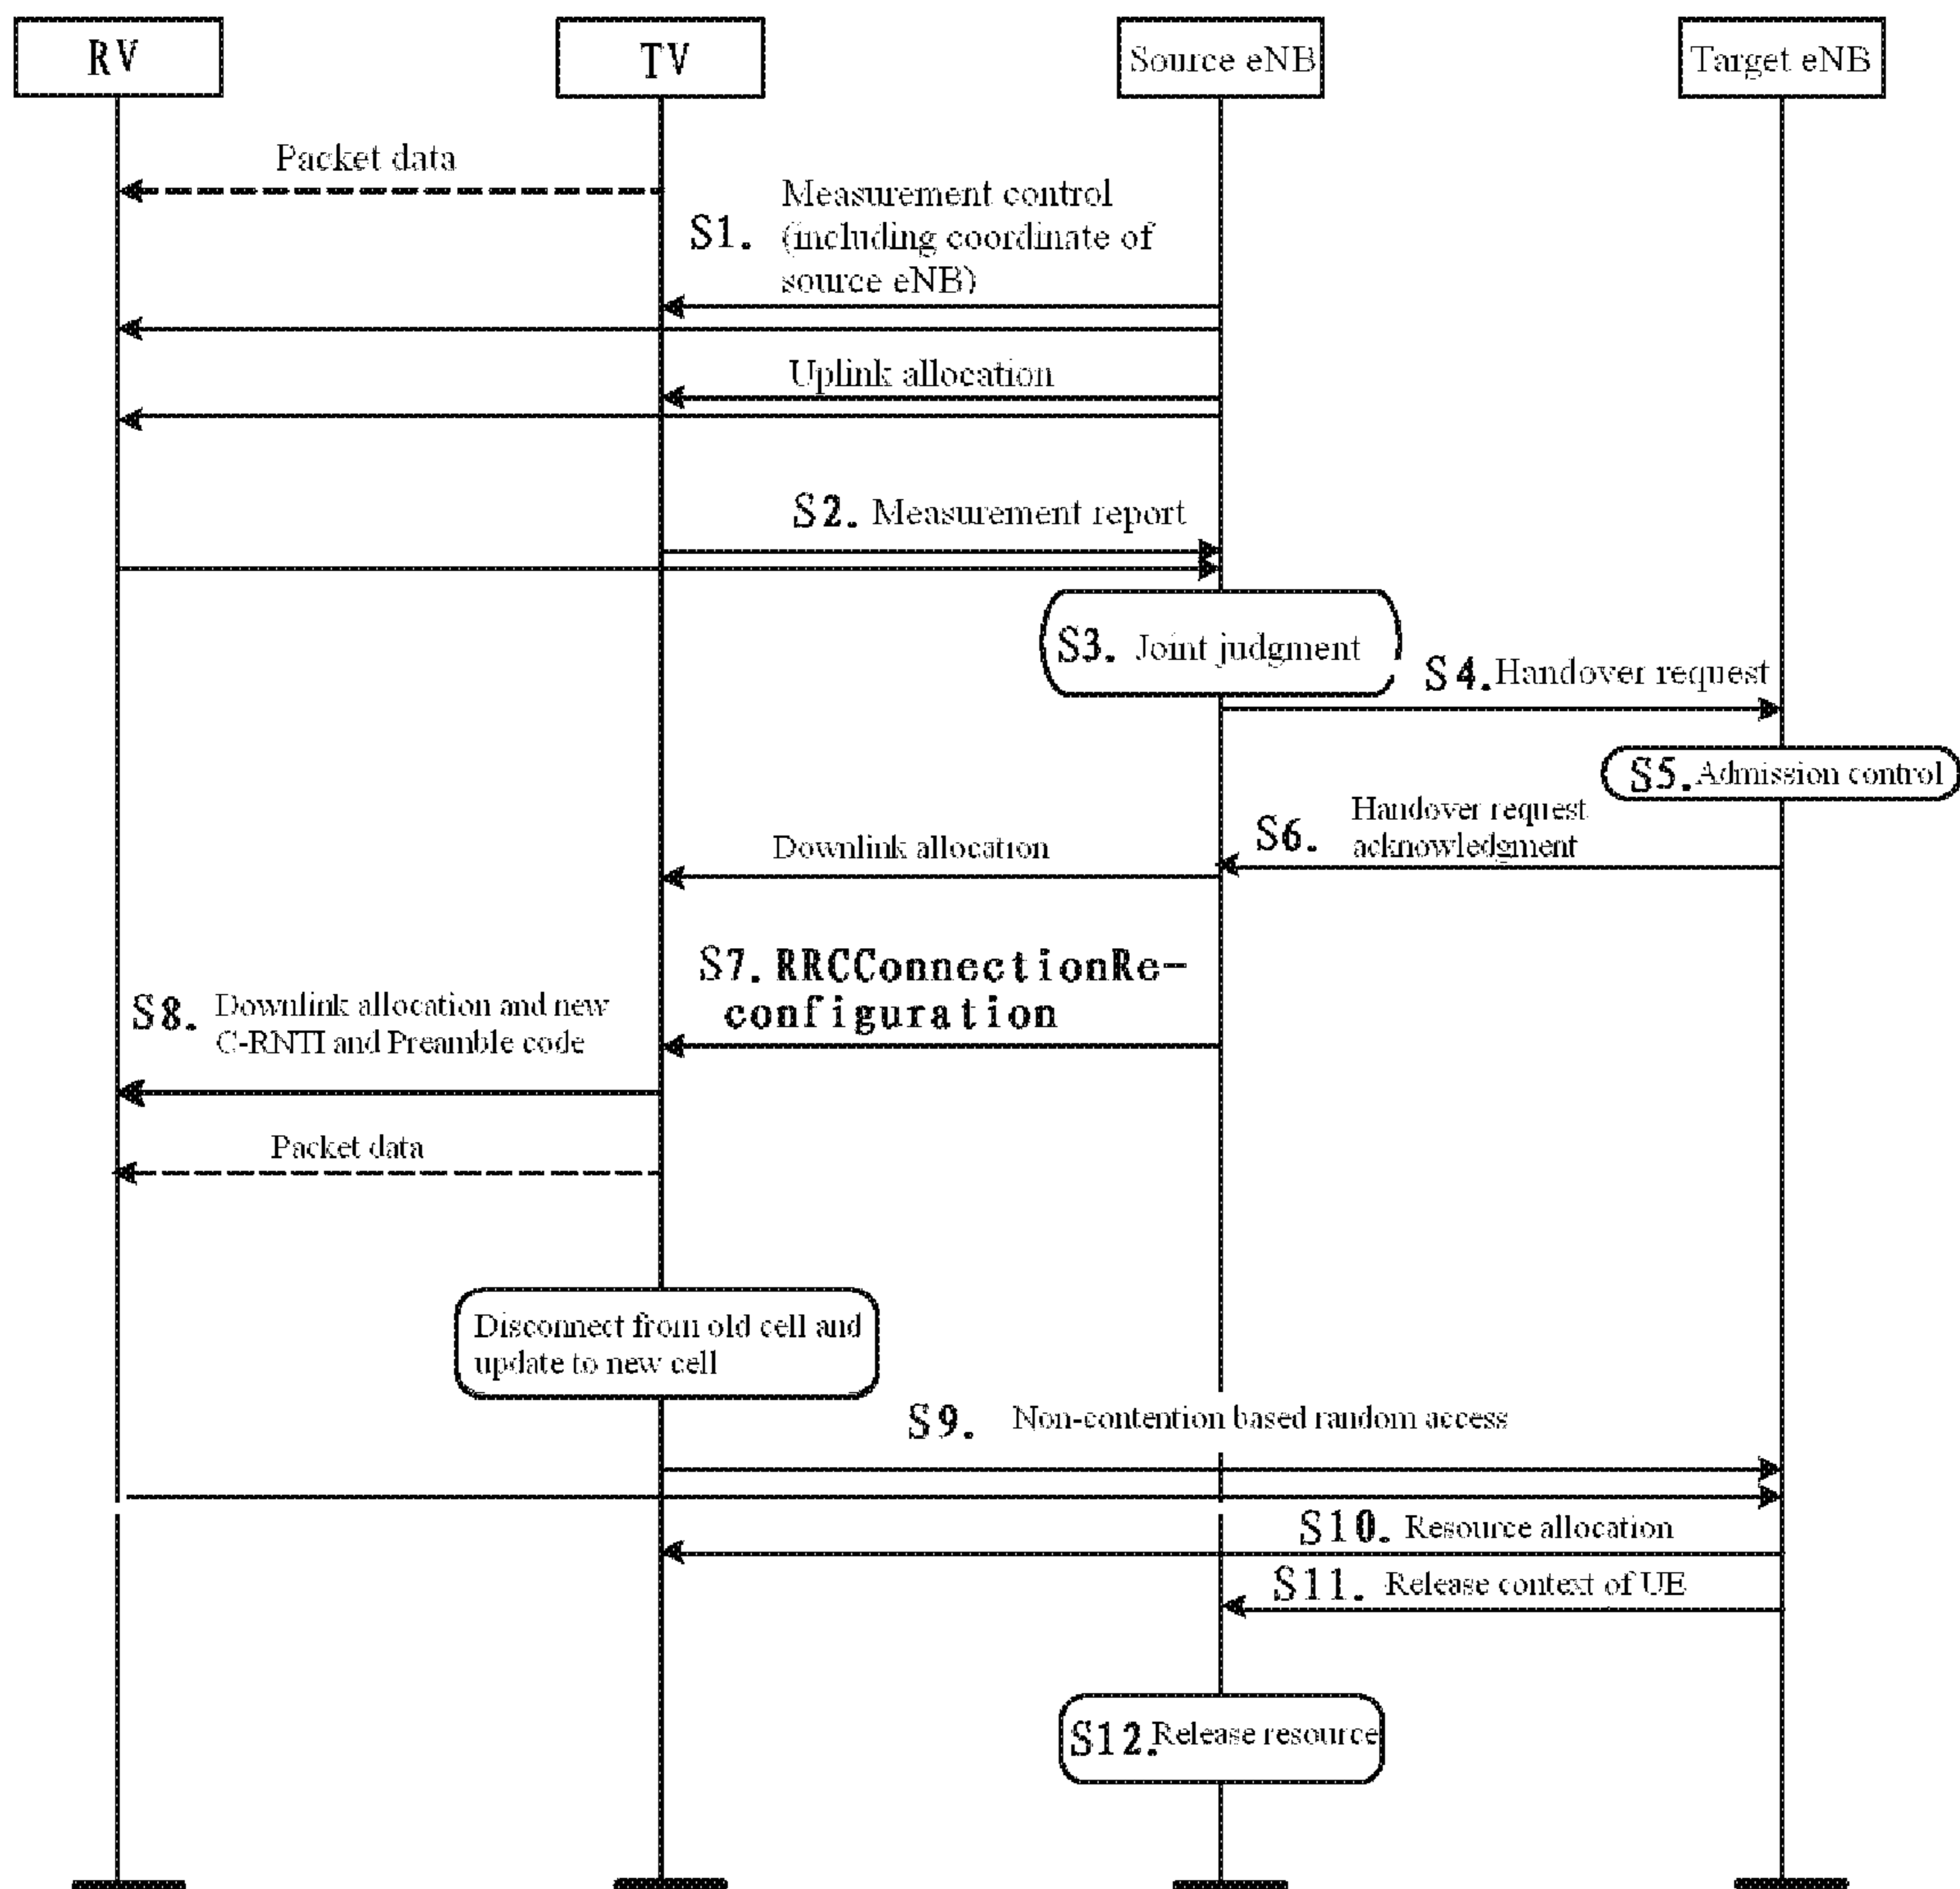 RV
TV
Source eNB
Target eNB
Packet data
S1. Measurement control
(including coordinate of
source eNB)
Uplink allocation
S2. Measurement report
S3. Joint judgment
S4. Handover request
S5. Admission control
S6. Handover request
acknowledgment
Downlink allocation
S7. RRCConnectionRe-
configuration
S8. Downlink allocation and new
C-RNTI and Preamble code
Packet data
Disconnect from old cell and
update to new cell
S9. Non-contention based random access
S10. Resource allocation
S11. Release context of UE
S12. Release resource